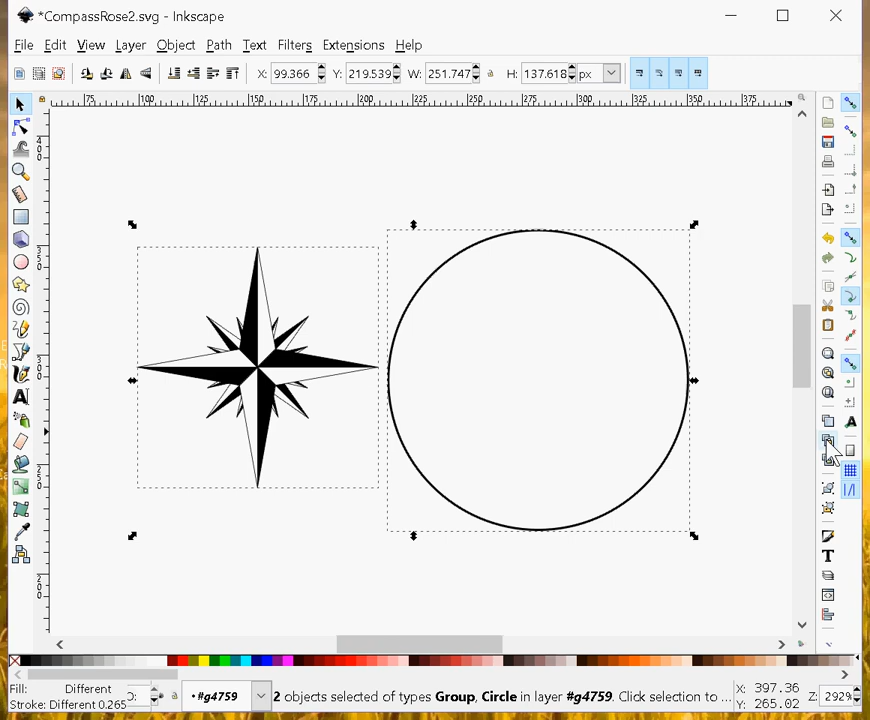 *CompassRose2.svg - Inkscape
File Edit View Layer Object Path Text Filters Extensions Help
X: 99.366 Y: 219.539 W: 251.747 H: 137.618 px
75 100 125 150 175 200 225 250 275 300 325 350 375
Fill: Different
Stroke: Different 0.265
O:
•#g4759
2 objects selected of types Group, Circle in layer #g4759. Click selection to ...
X: 397.36
Y: 265.02
Z: 292%